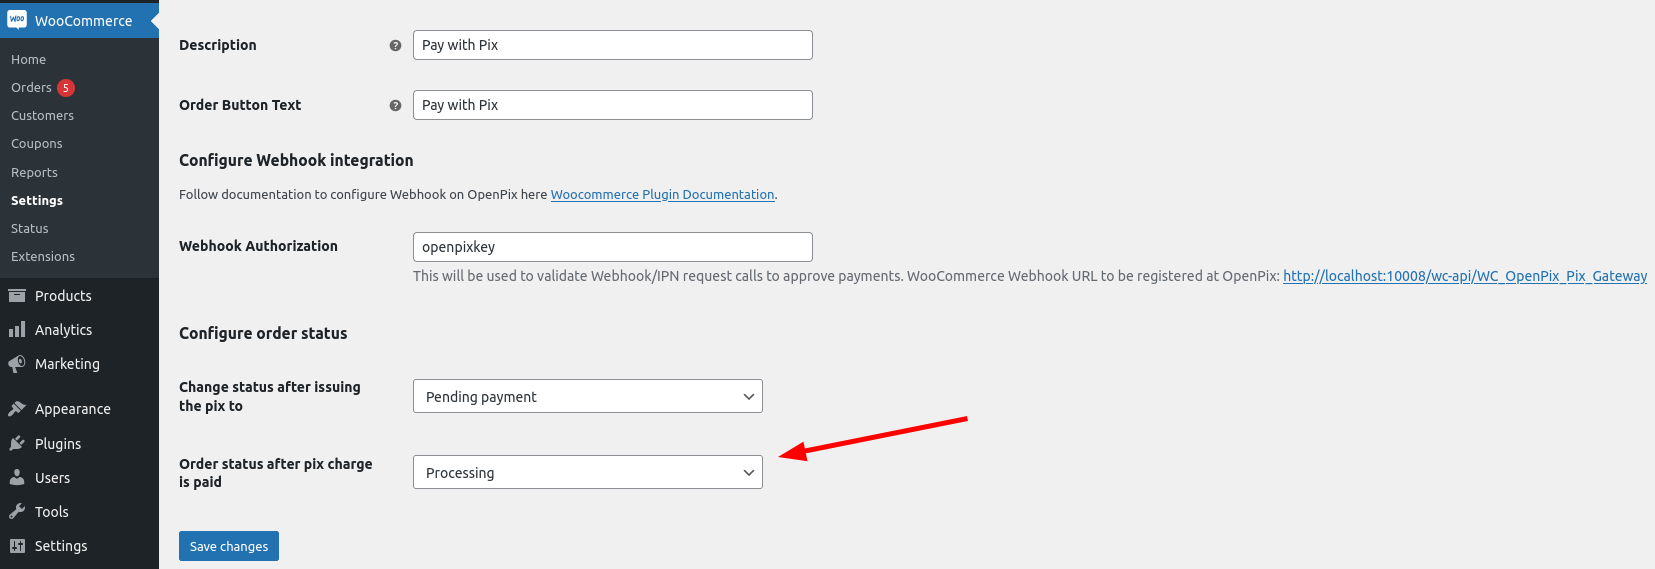 WOO
WooCommerce
Home
Orders 5
Customers
Coupons
Reports
Settings
Status
Extensions
Products
Analytics
Marketing
Appearance
Plugins
Users
Tools
Settings
Description ? Pay with Pix
Order Button Text ? Pay with Pix
Configure Webhook integration
Follow documentation to configure Webhook on OpenPix here Woocommerce Plugin Documentation.
Webhook Authorization openpixkey
This will be used to validate Webhook/IPN request calls to approve payments. WooCommerce Webhook URL to be registered at OpenPix: http://localhost:10008/wc-api/WC_OpenPix_Pix_Gateway
Configure order status
Change status after issuing
the pix to
Pending payment
Order status after pix charge
is paid
Processing
Save changes